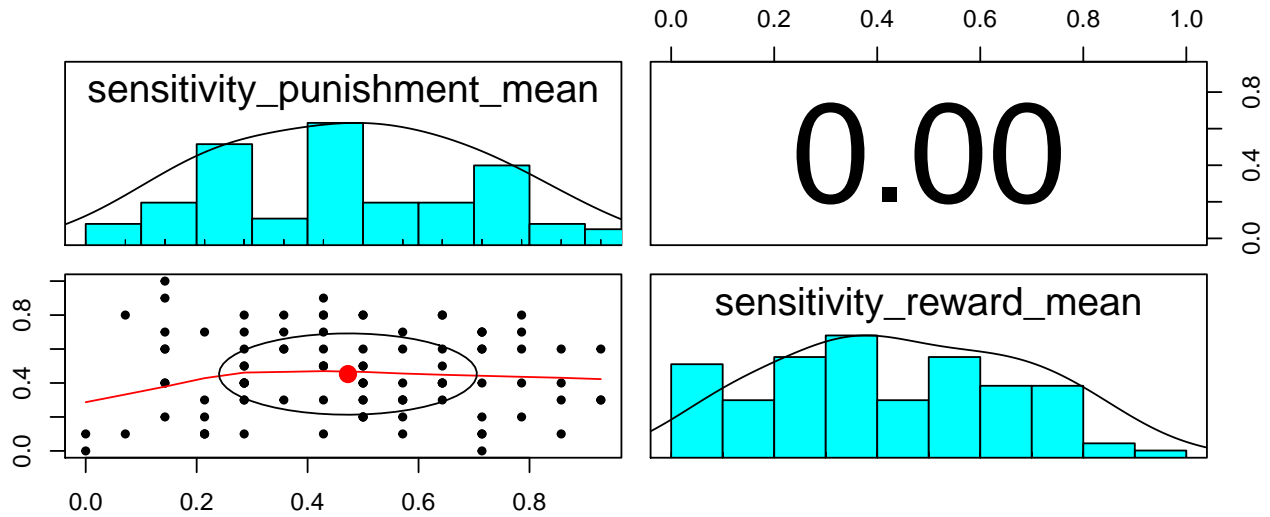 0.0 0.2 0.4 0.6 0.8 1.0
sensitivity_punishment_mean
0.00
0.0 0.4 0.8
0.0 0.4 0.8
sensitivity_reward_mean
0.0 0.2 0.4 0.6 0.8